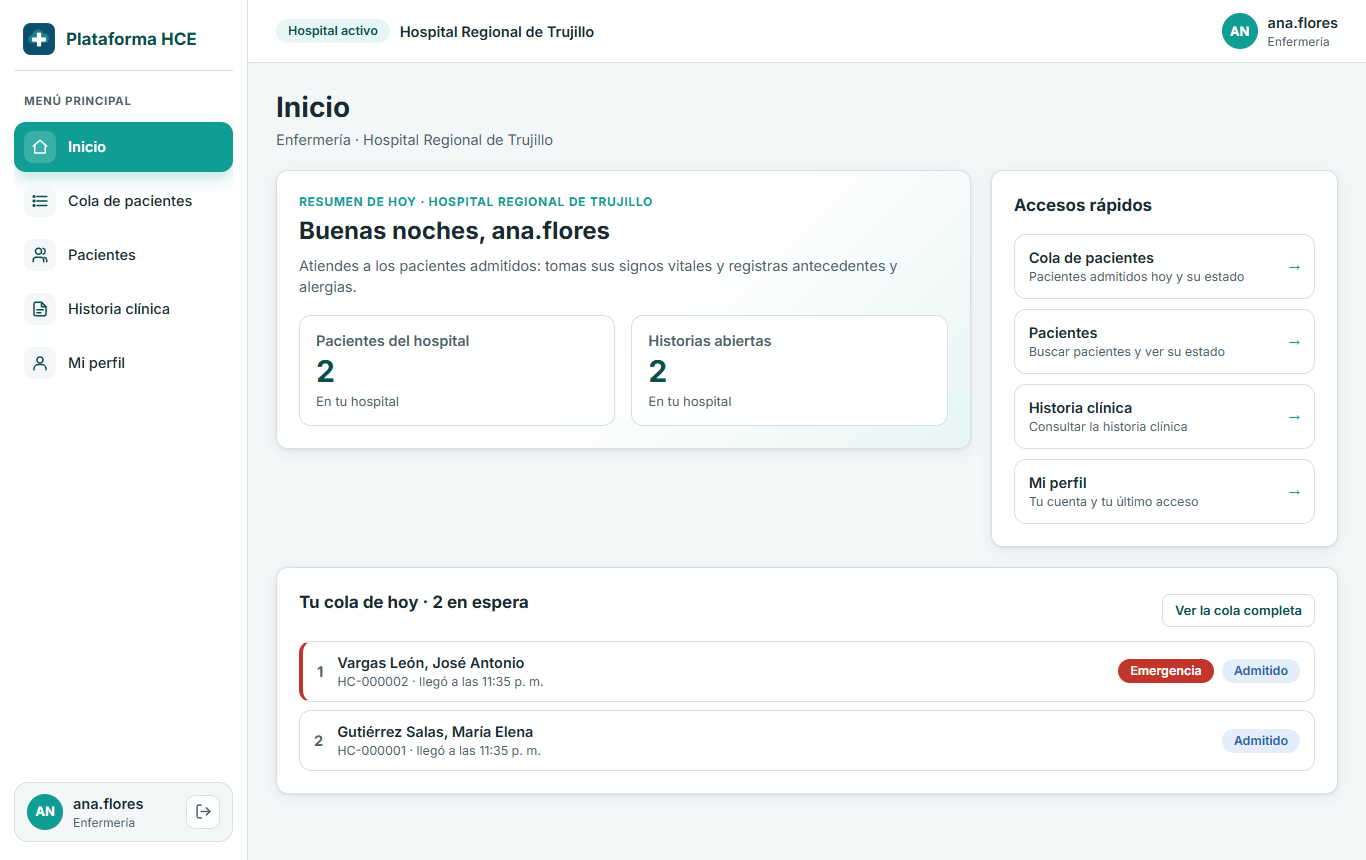 Plataforma HCE
MENÚ PRINCIPAL
Inicio
Cola de pacientes
Pacientes
Historia clínica
Mi perfil
AN
ana.flores
Enfermería
Hospital activo
Hospital Regional de Trujillo
AN
ana.flores
Enfermería
Inicio
Enfermería · Hospital Regional de Trujillo
RESUMEN DE HOY · HOSPITAL REGIONAL DE TRUJILLO
Buenas noches, ana.flores
Atiendes a los pacientes admitidos: tomas sus signos vitales y registras antecedentes y
alergias.
Pacientes del hospital
2
En tu hospital
Historias abiertas
2
En tu hospital
Accesos rápidos
Cola de pacientes
Pacientes admitidos hoy y su estado
→
Pacientes
Buscar pacientes y ver su estado
→
Historia clínica
Consultar la historia clínica
→
Mi perfil
Tu cuenta y tu último acceso
→
Tu cola de hoy · 2 en espera
Ver la cola completa
1
Vargas León, José Antonio
HC-000002 · llegó a las 11:35 p. m.
Emergencia
Admitido
2
Gutiérrez Salas, María Elena
HC-000001 · llegó a las 11:35 p. m.
Admitido